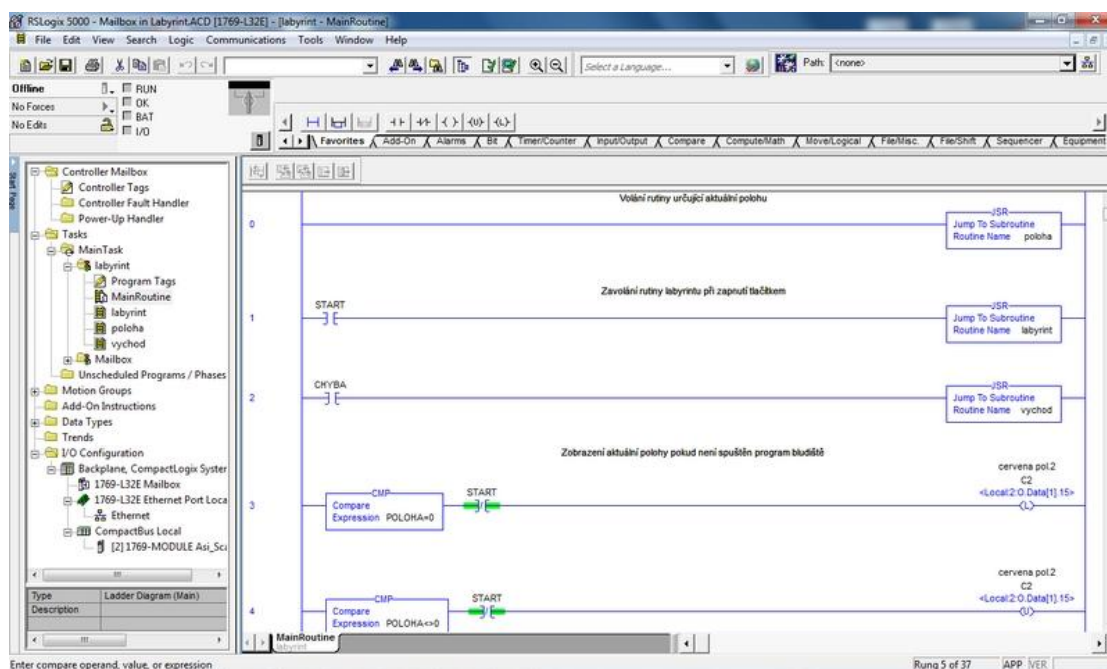 RSLogix 5000 - Mailbox in Labyrint.ACD [1769-L32E] - [labyrint - MainRoutine]
File Edit View Search Logic Communications Tools Window Help
Select a Language...
Path: <none>
Offline
RUN
No Forces
OK
BAT
No Edits
I/O
Favorites Add-On Alarms Bit Timer/Counter Input/Output Compare Compute/Math Move/Logical File/Misc. File/Shift Sequencer Equipment
Start Page
Controller Mailbox
Controller Tags
Controller Fault Handler
Power-Up Handler
Tasks
MainTask
labyrint
Program Tags
MainRoutine
labyrint
poloha
vychod
Mailbox
Unscheduled Programs / Phases
Motion Groups
Add-On Instructions
Data Types
Trends
I/O Configuration
Backplane, CompactLogix Syster
1769-L32E Mailbox
1769-L32E Ethernet Port Loca
Ethernet
CompactBus Local
[2] 1769-MODULE Asi_Sca
Type Ladder Diagram (Main)
Description
Volání rutiny určující aktuální polohu
0
JSR
Jump To Subroutine
Routine Name poloha
Zavolání rutiny labyrintu při zapnutí tlačítkem
START
1
JSR
Jump To Subroutine
Routine Name labyrint
CHYBA
2
JSR
Jump To Subroutine
Routine Name vychod
Zobrazení aktuální polohy pokud není spuštěn program bludiště
cervena pol.2
C2
<Local:2:O.Data[1].15>
L
3
CMP
Compare
Expression POLOHA=0
START
cervena pol.2
C2
<Local:2:O.Data[1].15>
U
4
CMP
Compare
Expression POLOHA<>0
START
MainRoutine
labyrint
Enter compare operand, value, or expression
Rung 5 of 37
APP VER